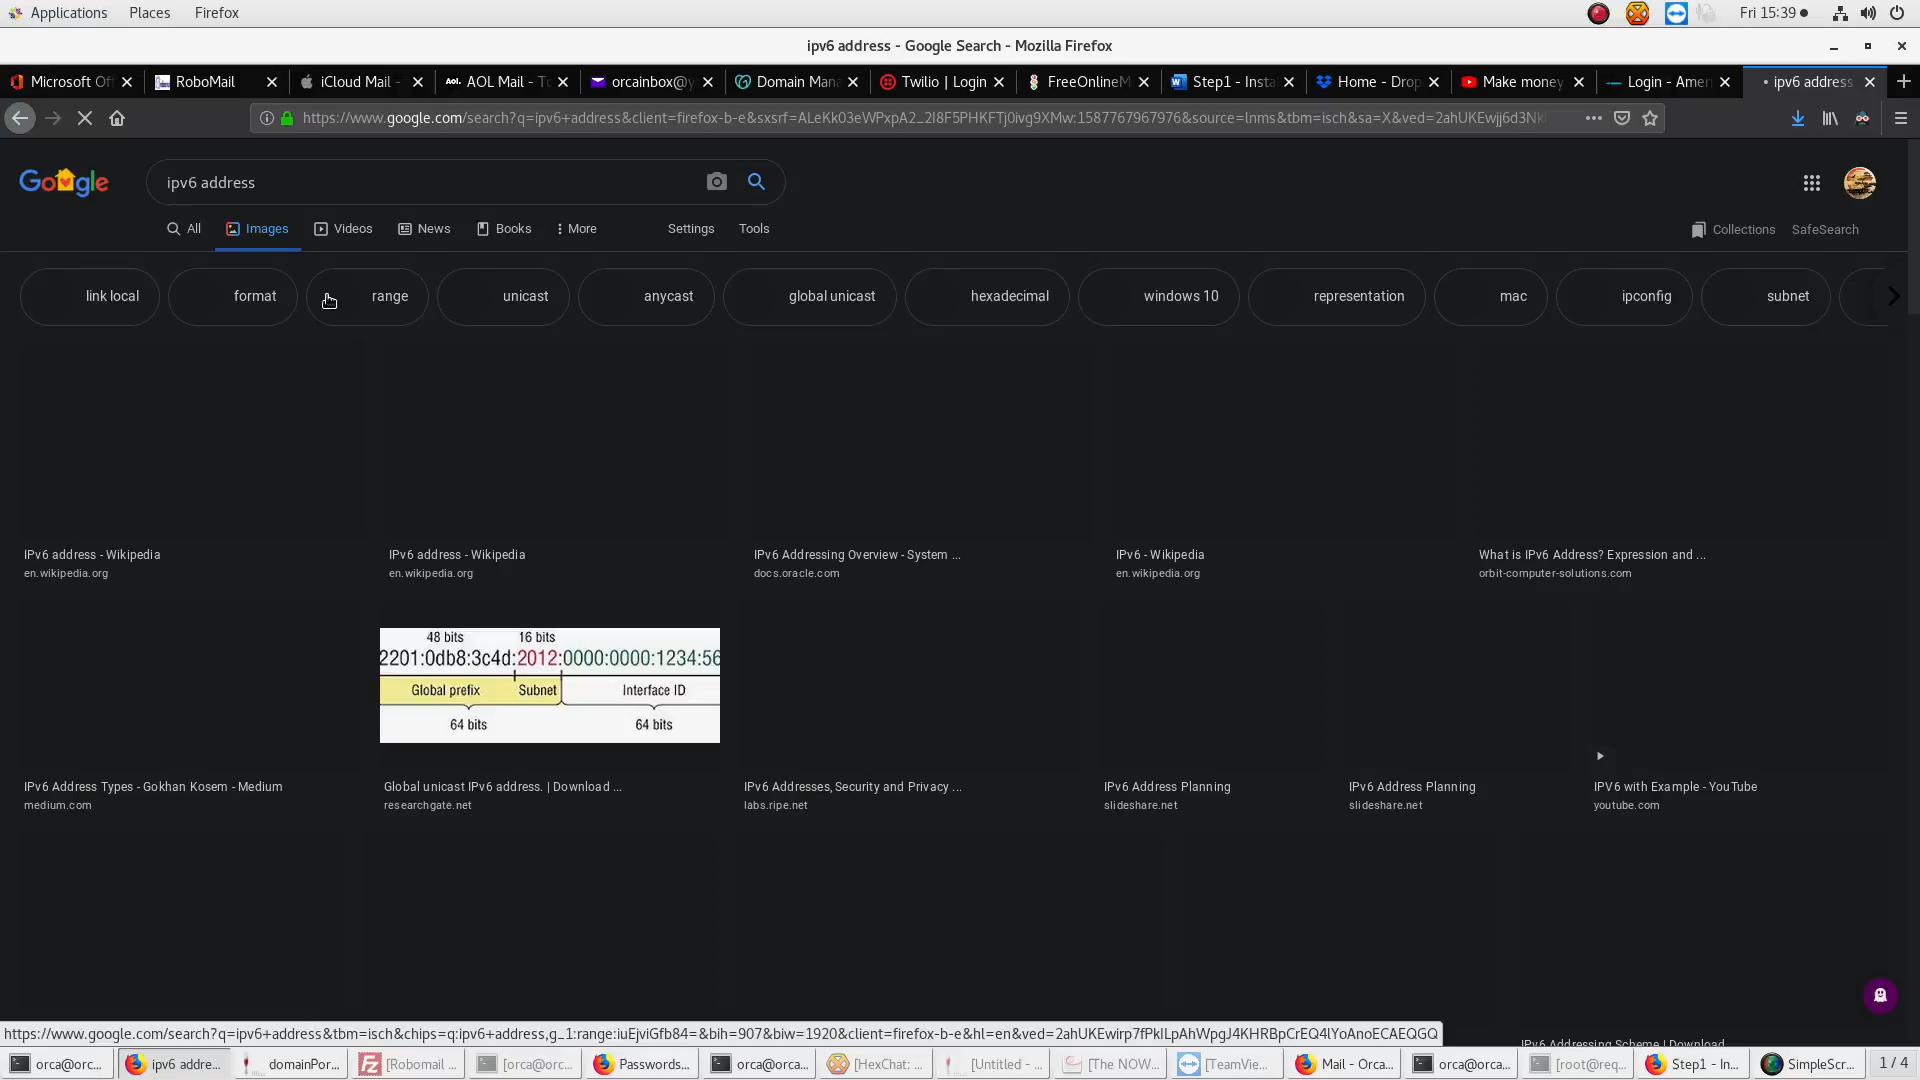 Applications Places Firefox Fri 15:39
ipv6 address - Google Search - Mozilla Firefox
Microsoft Of RoboMail iCloud Mail - Aol. AOL Mail - To orcainbox@y Domain Mana Twilio | Login FreeOnlineM Step1 - Insta Home - Drop Make money Login - Amer ipv6 address
https://www.google.com/search?q=ipv6+address&client=firefox-b-e&sxsrf=ALeKk03eWPxpA2_2I8F5PHKFTj0ivg9XMw:1587767967976&source=lnms&tbm=isch&sa=X&ved=2ahUKEwjj6d3Nk
Google ipv6 address
All Images Videos News Books More Settings Tools Collections SafeSearch
link local format range unicast anycast global unicast hexadecimal windows 10 representation mac ipconfig subnet
IPv6 address - Wikipedia IPv6 address - Wikipedia IPv6 Addressing Overview - System ... IPv6 - Wikipedia What is IPv6 Address? Expression and ...
en.wikipedia.org en.wikipedia.org docs.oracle.com en.wikipedia.org orbit-computer-solutions.com
48 bits 16 bits
2201:0db8:3c4d:2012:0000:0000:1234:56
Global prefix Subnet Interface ID
64 bits 64 bits
IPv6 Address Types - Gokhan Kosem - Medium Global unicast IPv6 address. | Download ... IPv6 Addresses, Security and Privacy ... IPv6 Address Planning IPv6 Address Planning IPV6 with Example - YouTube
medium.com researchgate.net labs.ripe.net slideshare.net slideshare.net youtube.com
https://www.google.com/search?q=ipv6+address&tbm=isch&chips=q:ipv6+address,g_1:range:iuEjviGfb84=&bih=907&biw=1920&client=firefox-b-e&hl=en&ved=2ahUKEwirp7fPkILpAhWpgJ4KHRBpCrEQ4lYoAnoECAEQGQ
IPv6 Addressing Scheme | Download
orca@orc... ipv6 addre... domainPor... [Robomail ... [orca@orc... Passwords... orca@orc... [HexChat: ... [Untitled - ... [The NOW... [TeamVie... Mail - Orca... orca@orc... [root@req... Step1 - In... SimpleScr... 1 / 4